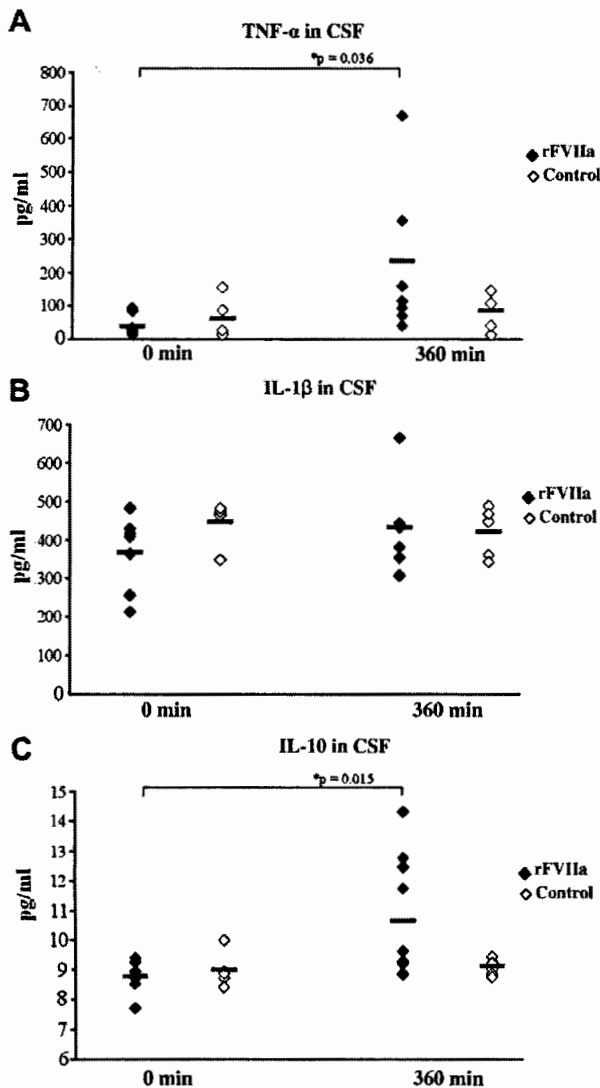 A
TNF-α in CSF
*p = 0.036
800
700
600
500
400
300
200
100
0
pg/ml
rFVIIa
Control
0 min 360 min
B
IL-1β in CSF
700
600
500
400
300
200
100
0
pg/ml
rFVIIa
Control
0 min 360 min
C
IL-10 in CSF
*p = 0.015
15
14
13
12
11
10
9
8
7
6
pg/ml
rFVIIa
Control
0 min 360 min